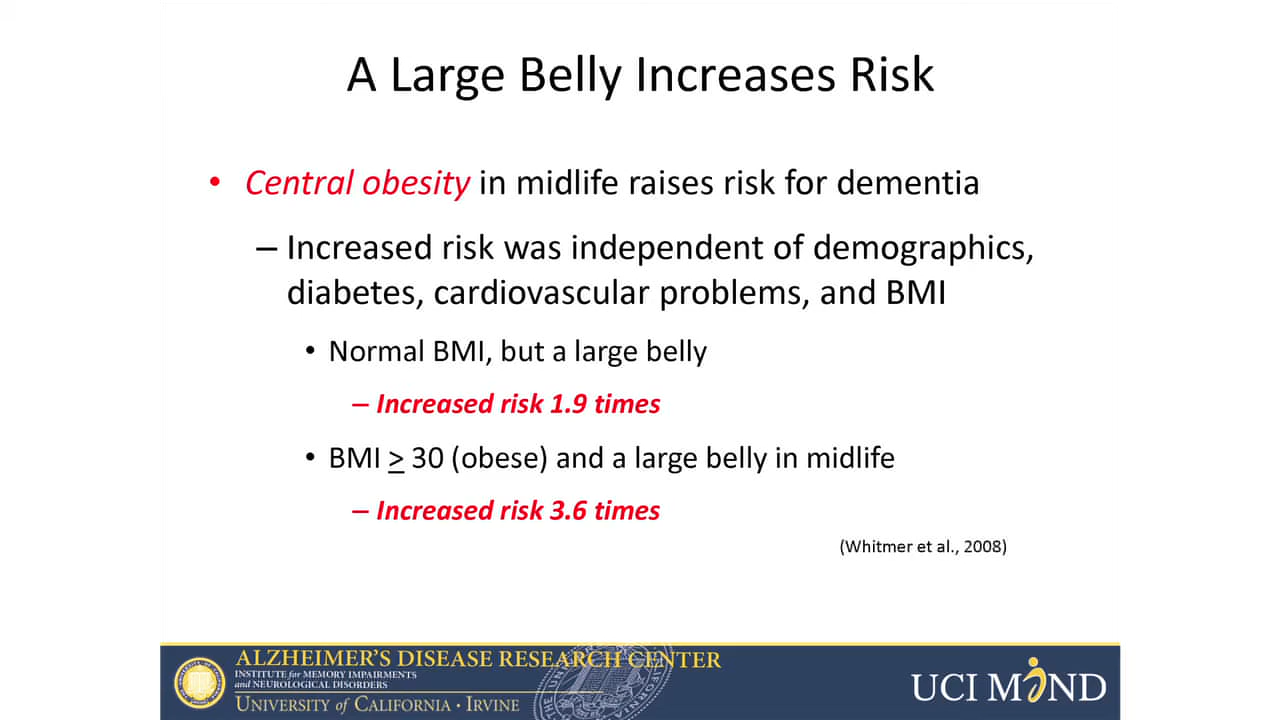 A Large Belly Increases Risk
• Central obesity in midlife raises risk for dementia
– Increased risk was independent of demographics,
diabetes, cardiovascular problems, and BMI
• Normal BMI, but a large belly
– Increased risk 1.9 times
• BMI ≥ 30 (obese) and a large belly in midlife
– Increased risk 3.6 times
(Whitmer et al., 2008)
ALZHEIMER'S DISEASE RESEARCH CENTER
INSTITUTE for MEMORY IMPAIRMENTS
and NEUROLOGICAL DISORDERS
UNIVERSITY of CALIFORNIA · IRVINE
UCI MIND